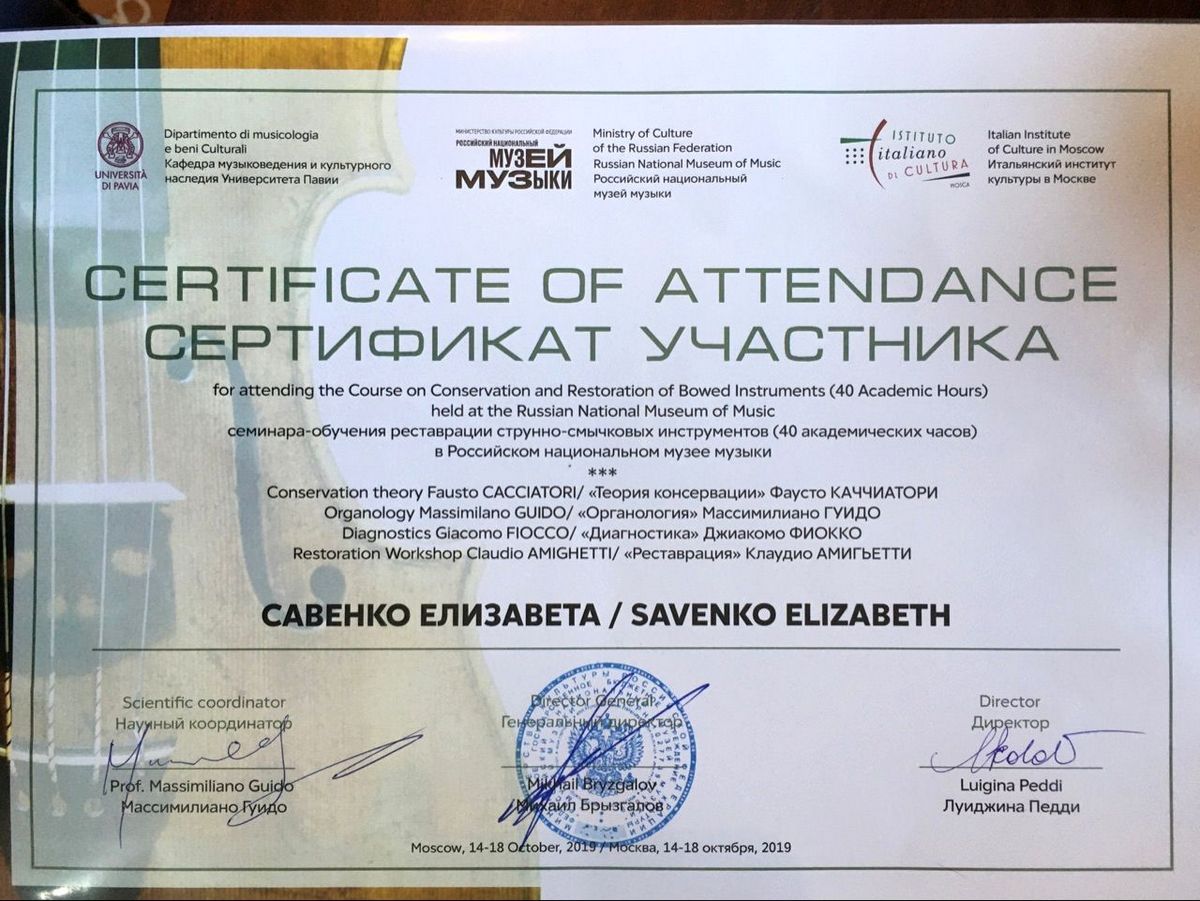 UNIVERSITÀ
DI PAVIA
Dipartimento di musicologia
e beni Culturali
Кафедра музыковедения и культурного
наследия Университета Павии
МИНИСТЕРСТВО КУЛЬТУРЫ РОССИЙСКОЙ ФЕДЕРАЦИИ
РОССИЙСКИЙ НАЦИОНАЛЬНЫЙ
МУЗЕЙ
МУЗЫКИ
Ministry of Culture
of the Russian Federation
Russian National Museum of Music
Российский национальный
музей музыки
ISTITUTO
italiano
DI CULTURA
MOSCA
Italian Institute
of Culture in Moscow
Итальянский институт
культуры в Москве
CERTIFICATE OF ATTENDANCE
СЕРТИФИКАТ УЧАСТНИКА
for attending the Course on Conservation and Restoration of Bowed Instruments (40 Academic Hours)
held at the Russian National Museum of Music
семинара-обучения реставрации струнно-смычковых инструментов (40 академических часов)
в Российском национальном музее музыки
***
Conservation theory Fausto CACCIATORI/ «Теория консервации» Фаусто КАЧЧИАТОРИ
Organology Massimilano GUIDO/ «Органология» Массимилиано ГУИДО
Diagnostics Giacomo FIOCCO/ «Диагностика» Джиакомо ФИОККО
Restoration Workshop Claudio AMIGHETTI/ «Реставрация» Клаудио АМИГЬЕТТИ
САВЕНКО ЕЛИЗАВЕТА / SAVENKO ELIZABETH
Scientific coordinator
Научный координатор
Prof. Massimiliano Guido
Массимилиано Гуидо
Director General
Генеральный директор
Mikhail Bryzgalov
Михаил Брызгалов
Director
Директор
Luigina Peddi
Луиджина Педди
Moscow, 14-18 October, 2019 / Москва, 14-18 октября, 2019